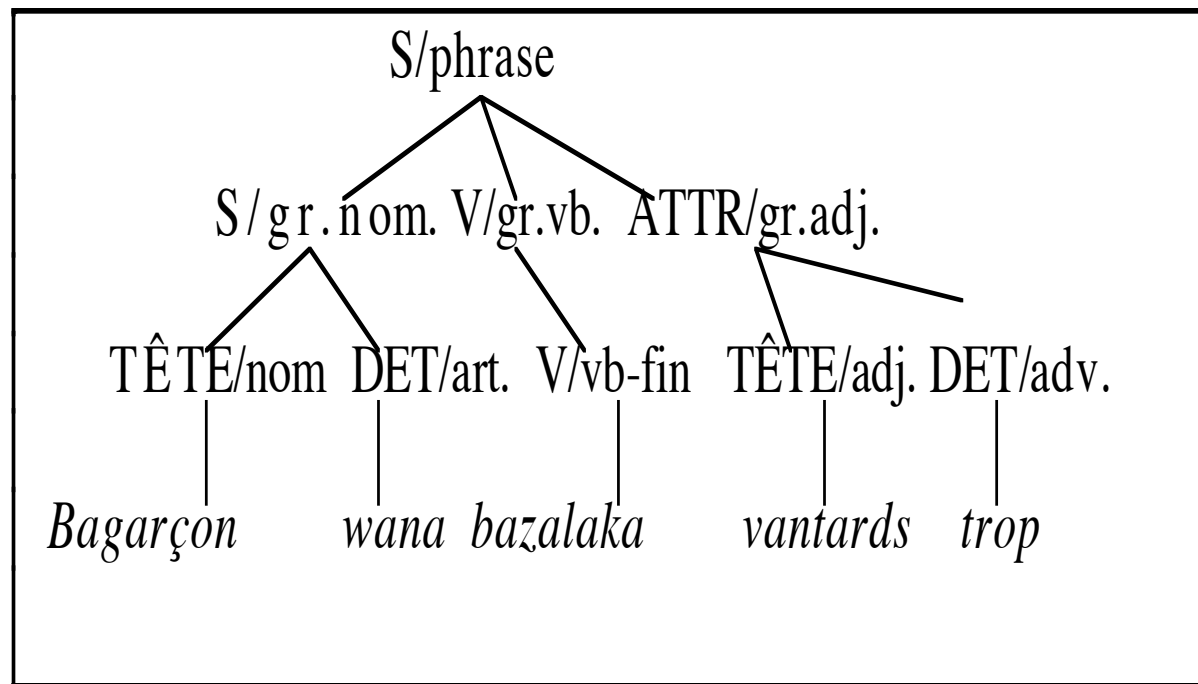 S/phrase
S/gr.nom. V/gr.vb. ATTR/gr.adj.
TÊTE/nom DET/art. V/vb-fin TÊTE/adj. DET/adv.
Bagarçon wana bazalaka vantards trop